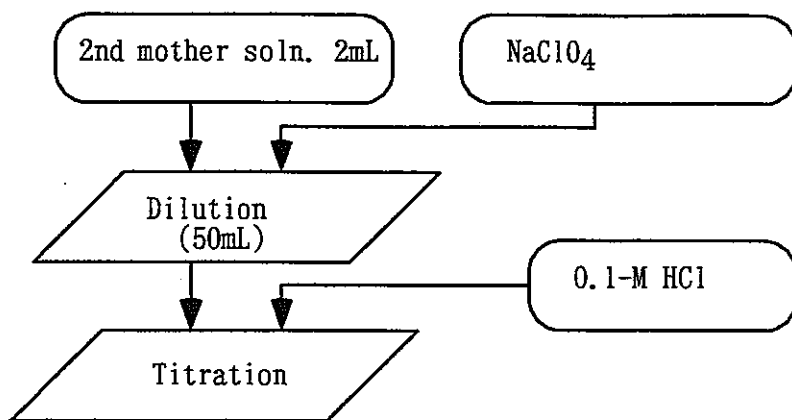 2nd mother soln. 2mL
NaClO4
Dilution
(50mL)
0.1-M HCl
Titration